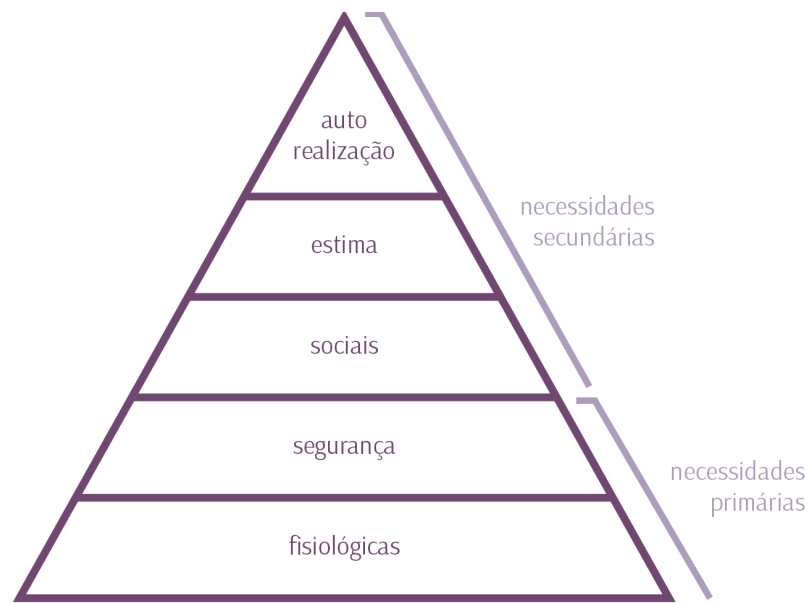 auto
realização
necessidades
secundárias
estima
sociais
segurança
necessidades
primárias
fisiológicas